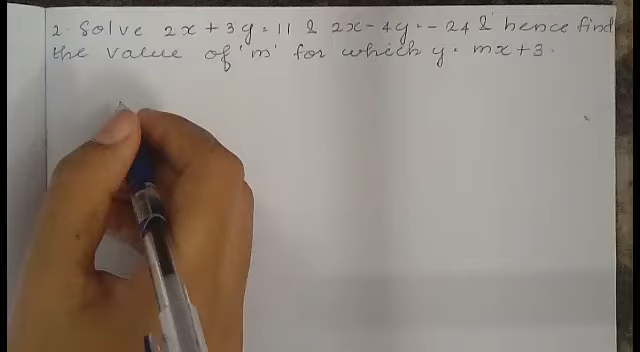 2. Solve 2x + 3y = 11 & 2x - 4y = - 24 & hence find
the value of 'm' for which y = mx + 3.